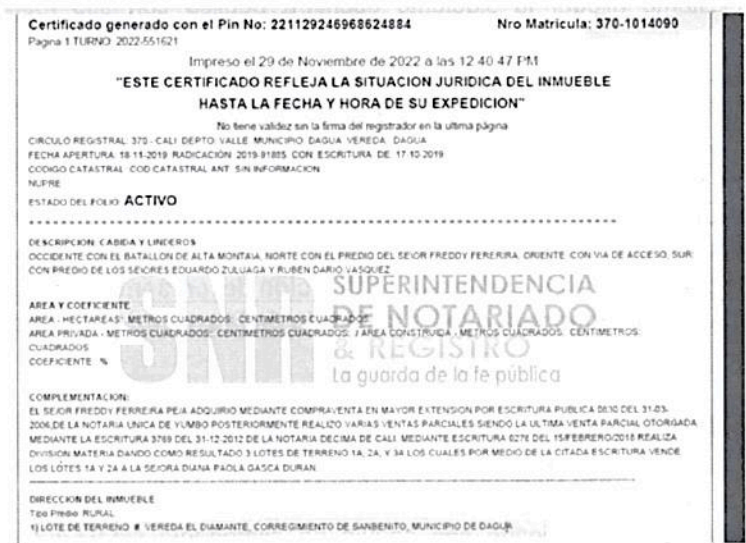 Certificado generado con el Pin No: 221129246968624884 Nro Matricula: 370-1014090
Pagina 1 TURNO 2022-551621
Impreso el 29 de Noviembre de 2022 a las 12 40 47 PM
"ESTE CERTIFICADO REFLEJA LA SITUACION JURIDICA DEL INMUEBLE
HASTA LA FECHA Y HORA DE SU EXPEDICION"
No tiene validez sin la firma del registrador en la ultima página
CIRCULO REGISTRAL 370 - CALI DEPTO VALLE MUNICIPIO DAGUA VEREDA DAGUA
FECHA APERTURA 18-11-2019 RADICACIÓN 2019-91885 CON ESCRITURA DE 17-10-2019
CODIGO CATASTRAL COD CATASTRAL ANT SIN INFORMACION
NUPRE
ESTADO DEL FOLIO ACTIVO
DESCRIPCION CABIDA Y LINDEROS
OCCIDENTE CON EL BATALLON DE ALTA MONTAIA, NORTE CON EL PREDIO DEL SEIOR FREDDY FERERIRA, ORIENTE CON VIA DE ACCESO, SUR
CON PREDIO DE LOS SEIORES EDUARDO ZULUAGA Y RUBEN DARIO VASQUEZ
SNR SUPERINTENDENCIA
DE NOTARIADO
& REGISTRO
La guarda de la fe pública
AREA Y COEFICIENTE
AREA - HECTAREAS: METROS CUADRADOS: CENTIMETROS CUADRADOS:
AREA PRIVADA - METROS CUADRADOS: CENTIMETROS CUADRADOS: / AREA CONSTRUIDA - METROS CUADRADOS: CENTIMETROS:
CUADRADOS
COEFICIENTE %
COMPLEMENTACION:
EL SEIOR FREDDY FERREIRA PEIA ADQUIRIO MEDIANTE COMPRAVENTA EN MAYOR EXTENSION POR ESCRITURA PUBLICA 0830 DEL 31-03-
2006,DE LA NOTARIA UNICA DE YUMBO POSTERIORMENTE REALIZO VARIAS VENTAS PARCIALES SIENDO LA ULTIMA VENTA PARCIAL OTORGADA
MEDIANTE LA ESCRITURA 3769 DEL 31-12-2012 DE LA NOTARIA DECIMA DE CALI. MEDIANTE ESCRITURA 0276 DEL 15/FEBRERO/2018 REALIZA
DIVISION MATERIA DANDO COMO RESULTADO 3 LOTES DE TERRENO 1A, 2A, Y 3A LOS CUALES POR MEDIO DE LA CITADA ESCRITURA VENDE
LOS LOTES 1A Y 2A A LA SEIORA DIANA PAOLA GASCA DURAN
DIRECCION DEL INMUEBLE
Tipo Predio RURAL
1) LOTE DE TERRENO # VEREDA EL DIAMANTE, CORREGIMIENTO DE SANBENITO, MUNICIPIO DE DAGUA